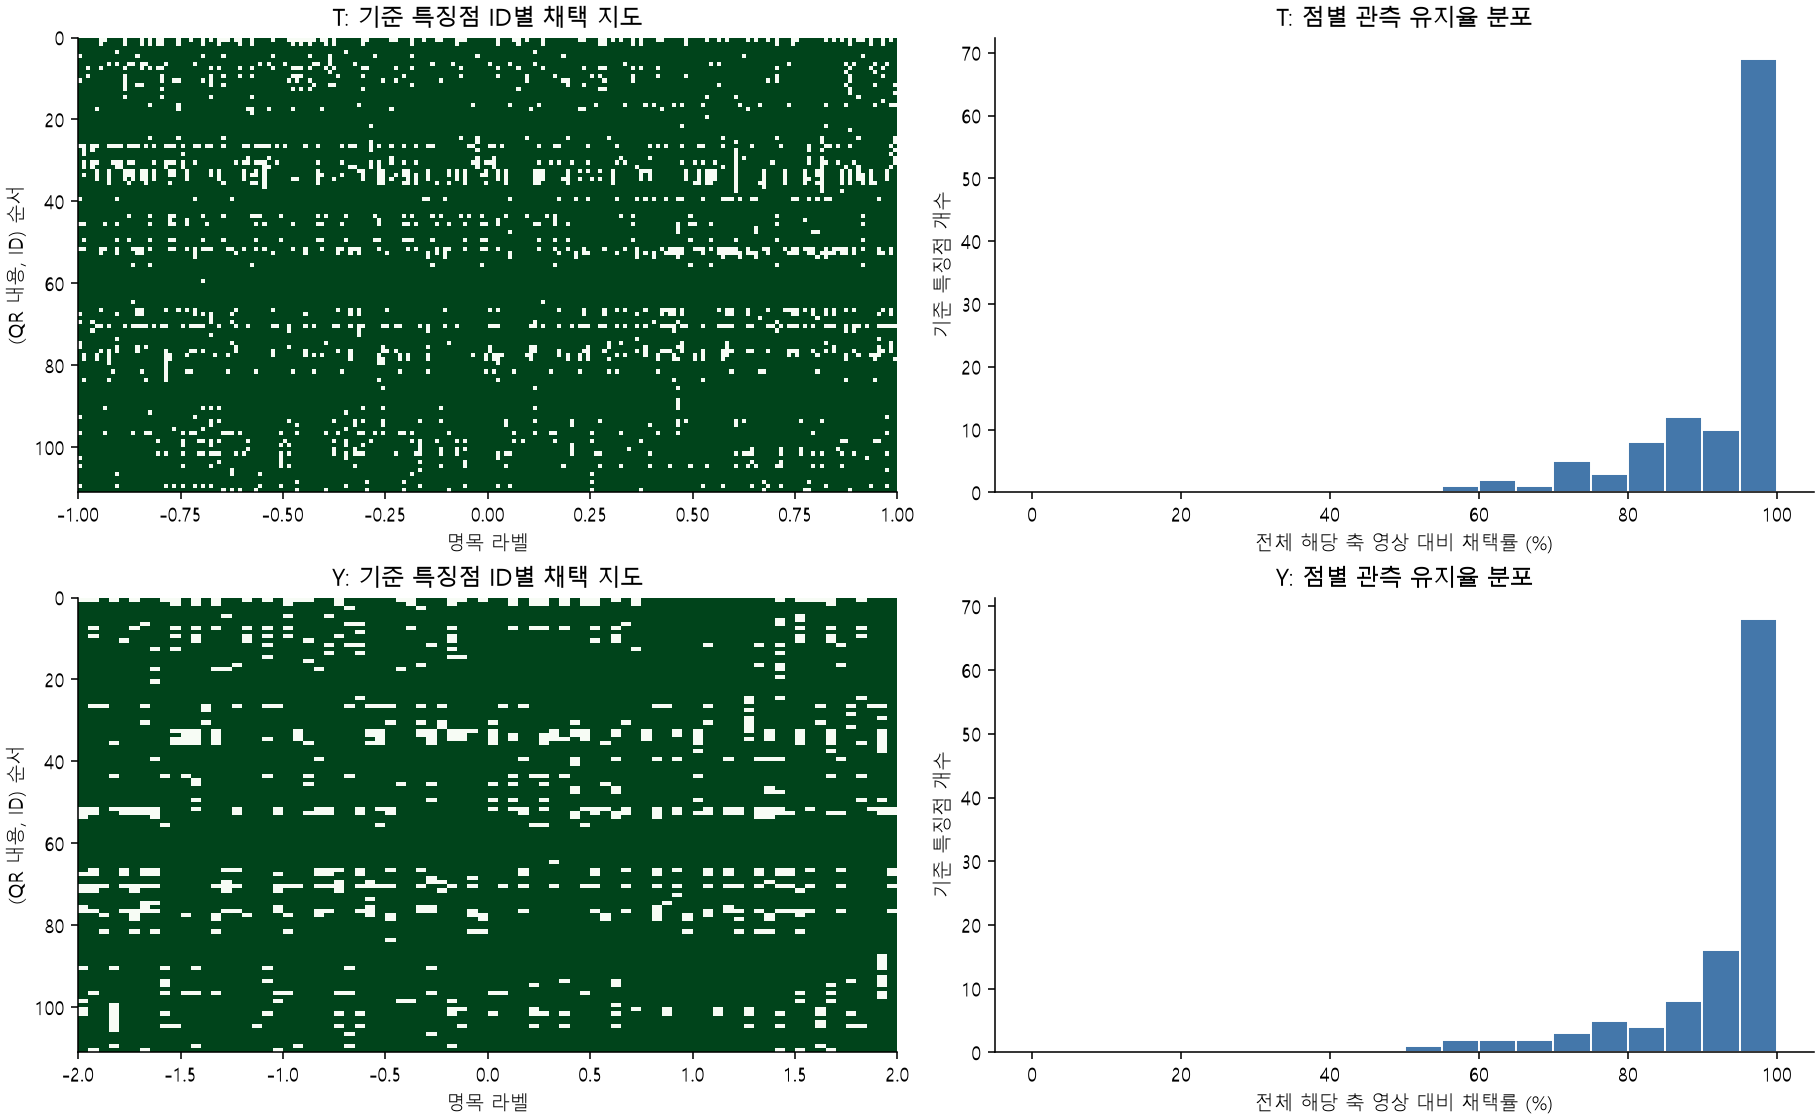 T: 기준 특징점 ID별 채택 지도
0
20
40
60
80
100
(QR 내용, ID) 순서
-1.00 -0.75 -0.50 -0.25 0.00 0.25 0.50 0.75 1.00
명목 라벨
T: 점별 관측 유지율 분포
70
60
50
40
30
20
10
0
기준 특징점 개수
0 20 40 60 80 100
전체 해당 축 영상 대비 채택률 (%)
Y: 기준 특징점 ID별 채택 지도
0
20
40
60
80
100
(QR 내용, ID) 순서
-2.0 -1.5 -1.0 -0.5 0.0 0.5 1.0 1.5 2.0
명목 라벨
Y: 점별 관측 유지율 분포
70
60
50
40
30
20
10
0
기준 특징점 개수
0 20 40 60 80 100
전체 해당 축 영상 대비 채택률 (%)